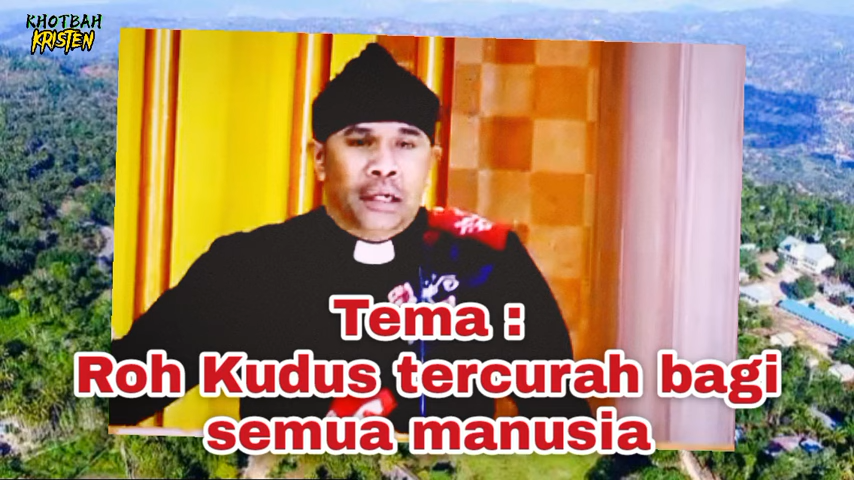 KHOTBAH
KRISTEN
Tema :
Roh Kudus tercurah bagi
semua manusia